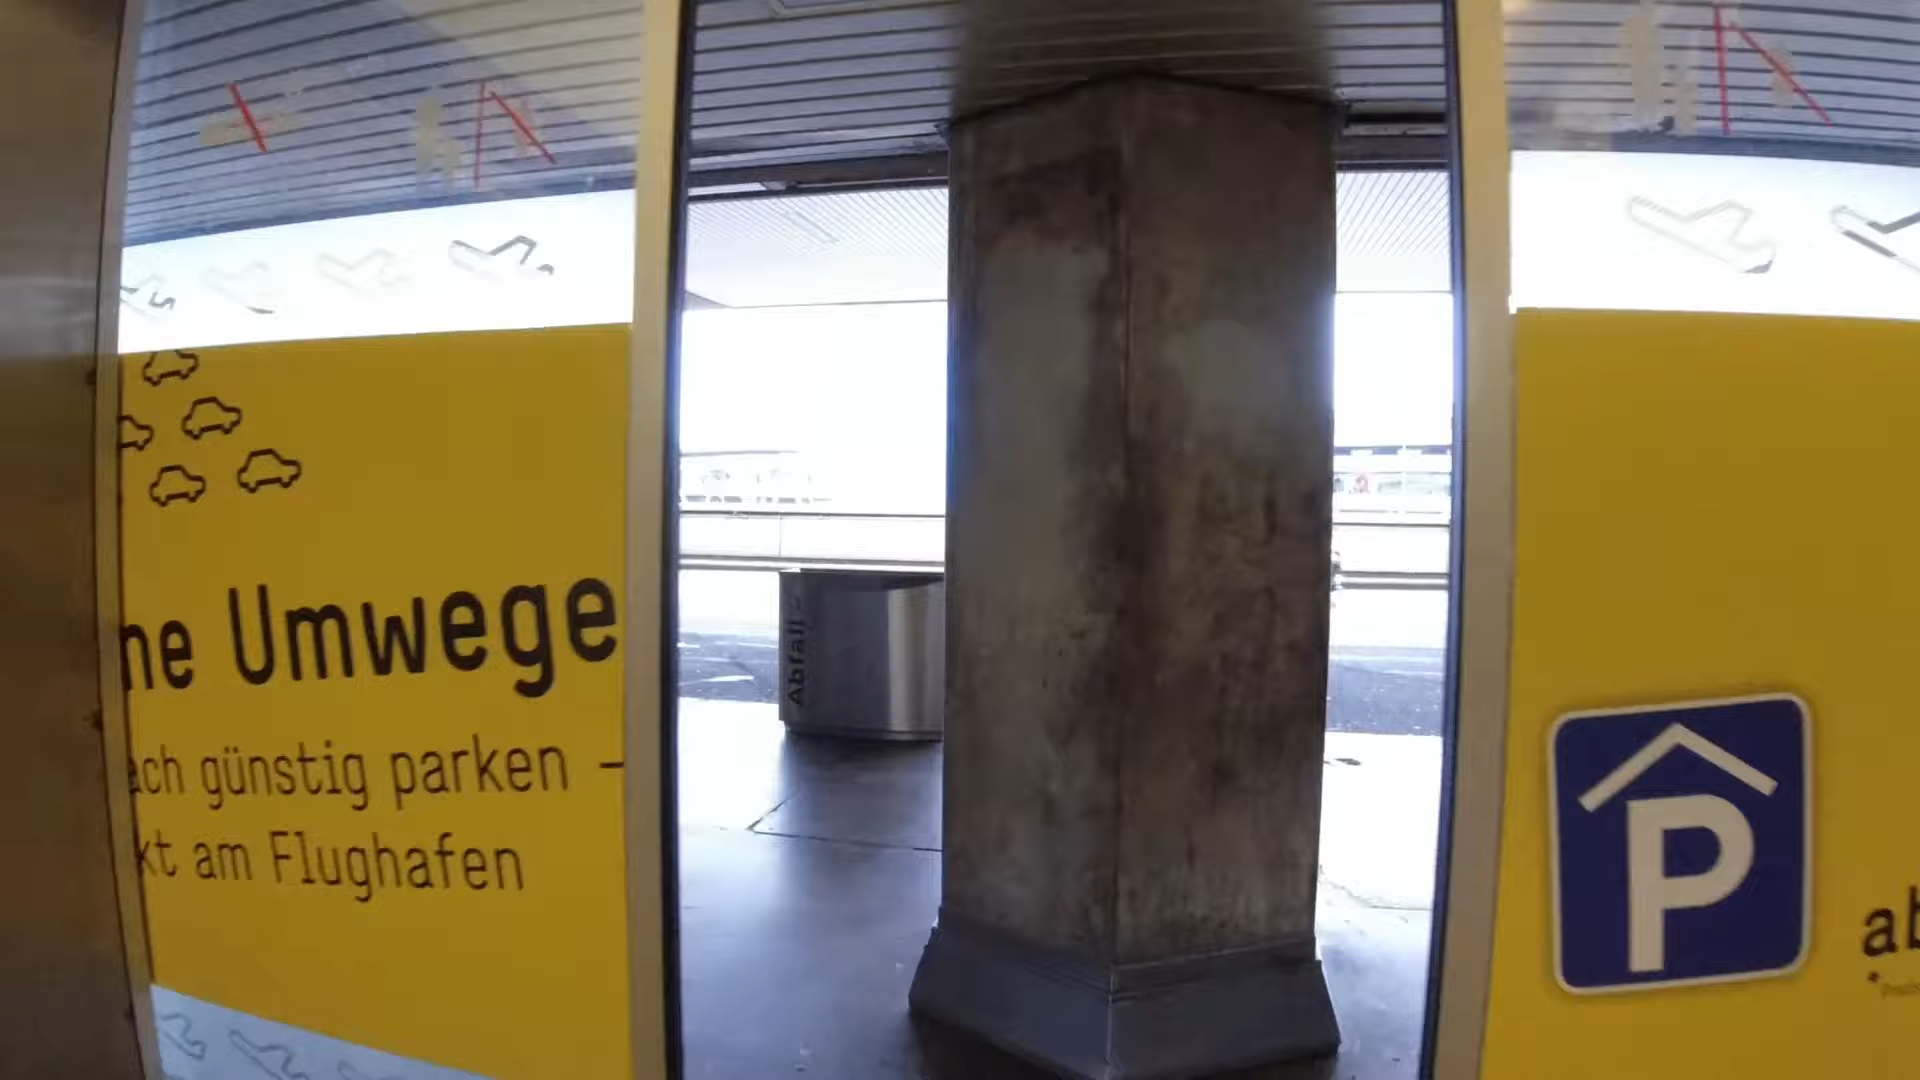 ne Umwege
ach günstig parken –
kt am Flughafen
Abfall
P
ab